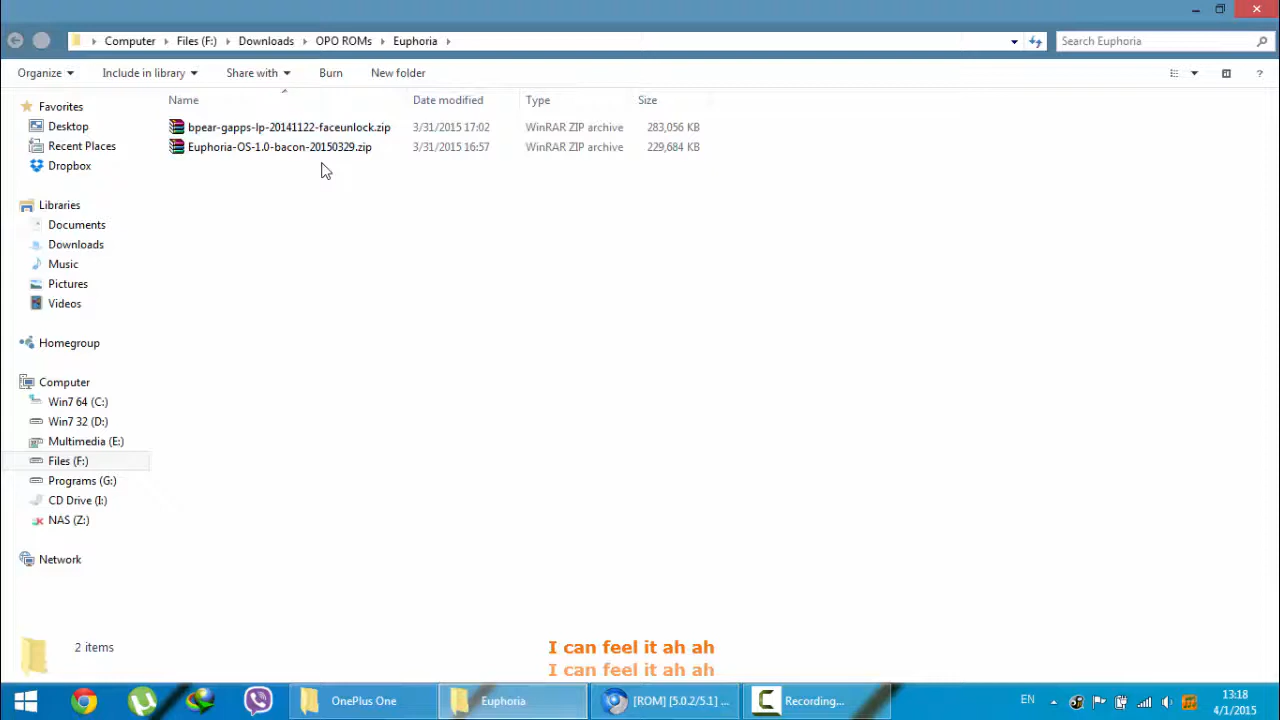 Computer Files (F:) Downloads OPO ROMs Euphoria Search Euphoria
Organize Include in library Share with Burn New folder
Name Date modified Type Size
bpear-gapps-lp-20141122-faceunlock.zip 3/31/2015 17:02 WinRAR ZIP archive 283,056 KB
Euphoria-OS-1.0-bacon-20150329.zip 3/31/2015 16:57 WinRAR ZIP archive 229,684 KB
Favorites
Desktop
Recent Places
Dropbox
Libraries
Documents
Downloads
Music
Pictures
Videos
Homegroup
Computer
Win7 64 (C:)
Win7 32 (D:)
Multimedia (E:)
Files (F:)
Programs (G:)
CD Drive (I:)
NAS (Z:)
Network
2 items
I can feel it ah ah
I can feel it ah ah
OnePlus One Euphoria [ROM] [5.0.2/5.1] ... Recording... EN 13:18
4/1/2015